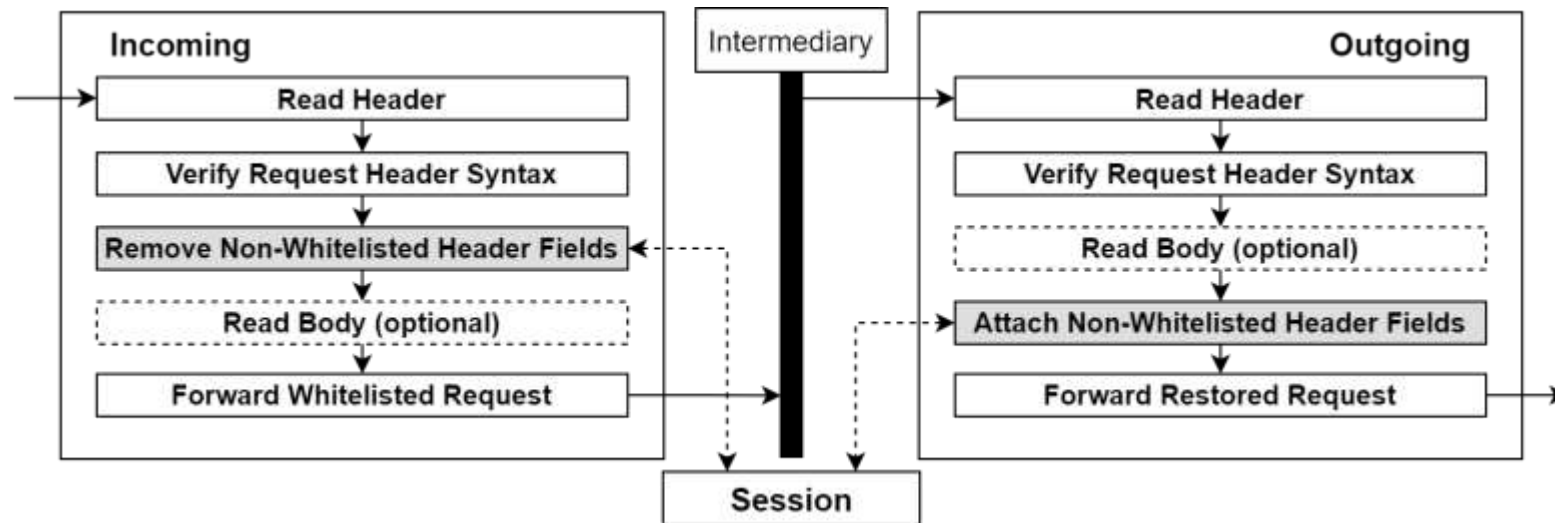 Incoming
Read Header
Verify Request Header Syntax
Remove Non-Whitelisted Header Fields
Read Body (optional)
Forward Whitelisted Request
Intermediary
Outgoing
Read Header
Verify Request Header Syntax
Read Body (optional)
Attach Non-Whitelisted Header Fields
Forward Restored Request
Session